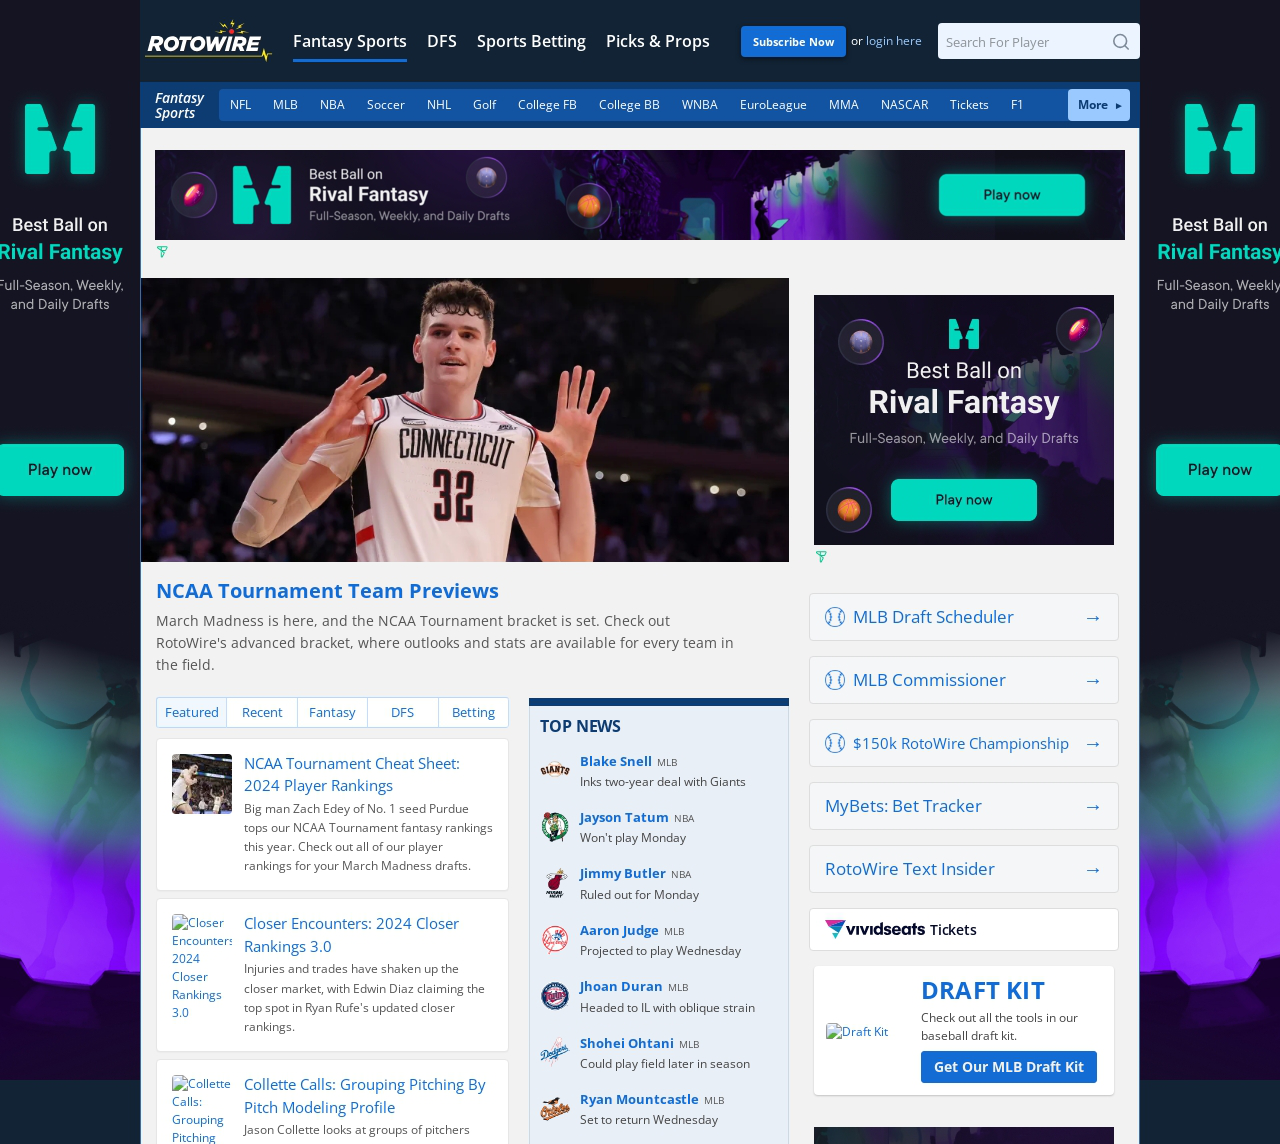 ROTOWIRE
Fantasy Sports
DFS
Sports Betting
Picks & Props
Subscribe Now
or login here
Search For Player
Fantasy
Sports
NFL
MLB
NBA
Soccer
NHL
Golf
College FB
College BB
WNBA
EuroLeague
MMA
NASCAR
Tickets
F1
More ▸
Best Ball on
Rival Fantasy
Full-Season, Weekly, and Daily Drafts
Play now
Best Ball on
Rival Fantasy
Full-Season, Weekly,
and Daily Drafts
Play now
Best Ball on
Rival Fantasy
Full-Season, Weekly
and Daily Drafts
Play now
CONNECTICUT
32
Best Ball on
Rival Fantasy
Full-Season, Weekly, and Daily Drafts
Play now
NCAA Tournament Team Previews
March Madness is here, and the NCAA Tournament bracket is set. Check out
RotoWire's advanced bracket, where outlooks and stats are available for every team in
the field.
Featured
Recent
Fantasy
DFS
Betting
NCAA Tournament Cheat Sheet:
2024 Player Rankings
Big man Zach Edey of No. 1 seed Purdue
tops our NCAA Tournament fantasy rankings
this year. Check out all of our player
rankings for your March Madness drafts.
Closer
Encounters:
2024
Closer
Rankings
3.0
Closer Encounters: 2024 Closer
Rankings 3.0
Injuries and trades have shaken up the
closer market, with Edwin Diaz claiming the
top spot in Ryan Rufe's updated closer
rankings.
Collette
Calls:
Grouping
Pitching
Collette Calls: Grouping Pitching By
Pitch Modeling Profile
Jason Collette looks at groups of pitchers
TOP NEWS
GIANTS
Blake Snell MLB
Inks two-year deal with Giants
Jayson Tatum NBA
Won't play Monday
MIAMI
HEAT
Jimmy Butler NBA
Ruled out for Monday
Aaron Judge MLB
Projected to play Wednesday
Twins
Jhoan Duran MLB
Headed to IL with oblique strain
Dodgers
Shohei Ohtani MLB
Could play field later in season
Orioles
Ryan Mountcastle MLB
Set to return Wednesday
MLB Draft Scheduler →
MLB Commissioner →
$150k RotoWire Championship →
MyBets: Bet Tracker →
RotoWire Text Insider →
vividseats Tickets
Draft Kit
DRAFT KIT
Check out all the tools in our
baseball draft kit.
Get Our MLB Draft Kit